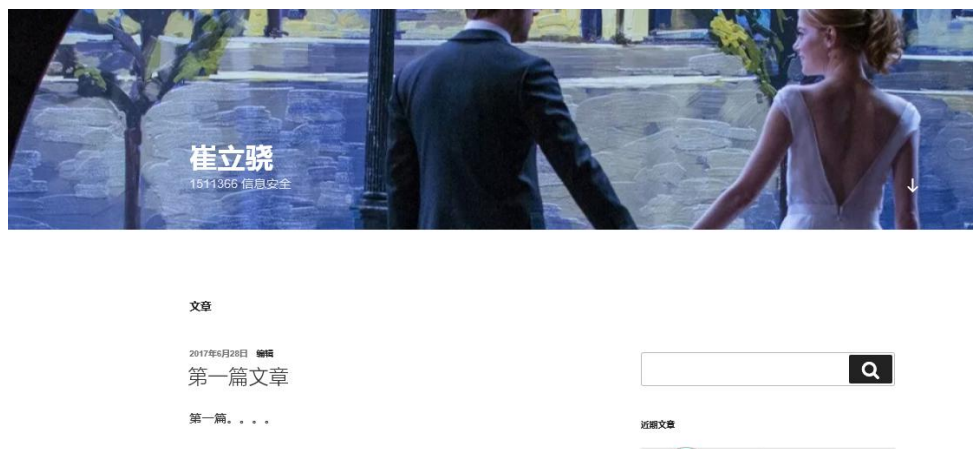 崔立骁
1511366 信息安全
文章
2017年6月28日 编辑
第一篇文章
第一篇。。。。
近期文章